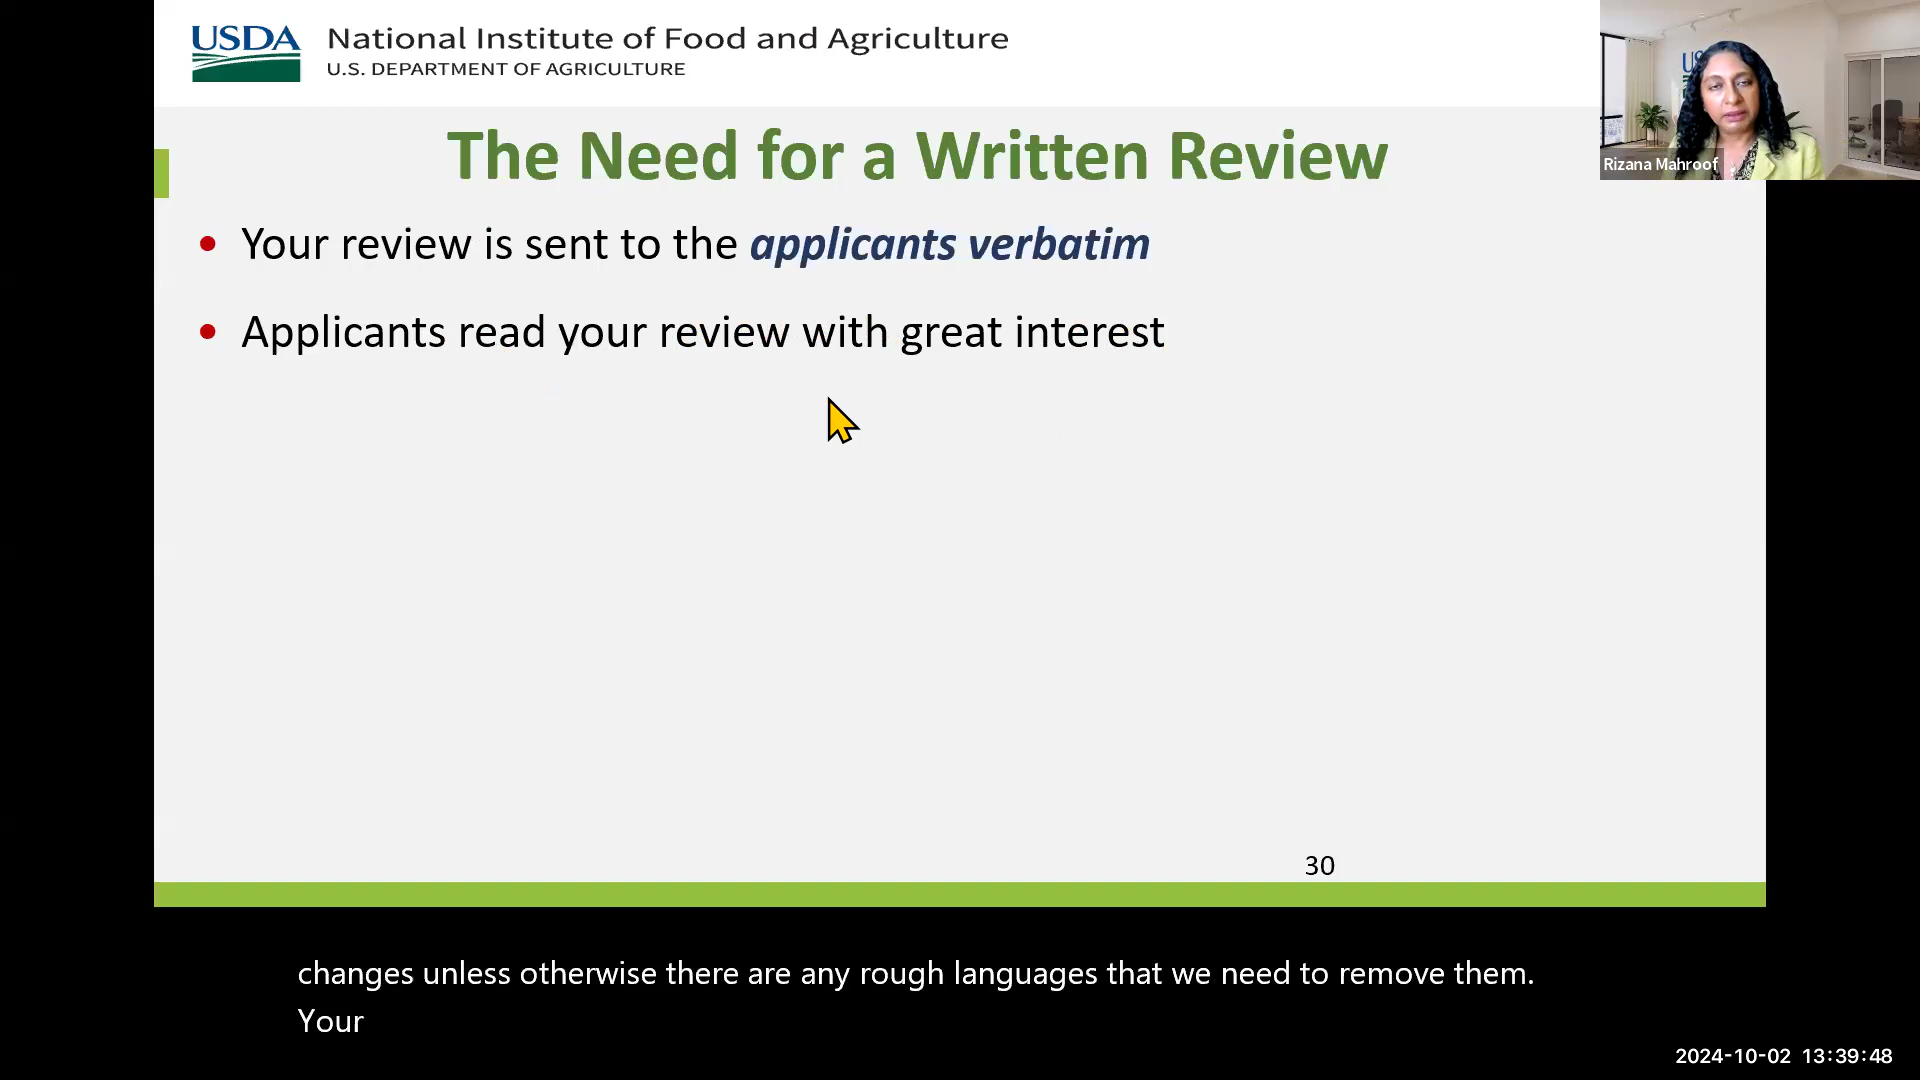 USDA
National Institute of Food and Agriculture
U.S. DEPARTMENT OF AGRICULTURE
US
Rizana Mahroof
The Need for a Written Review
• Your review is sent to the applicants verbatim
• Applicants read your review with great interest
30
changes unless otherwise there are any rough languages that we need to remove them.
Your
2024-10-02 13:39:48